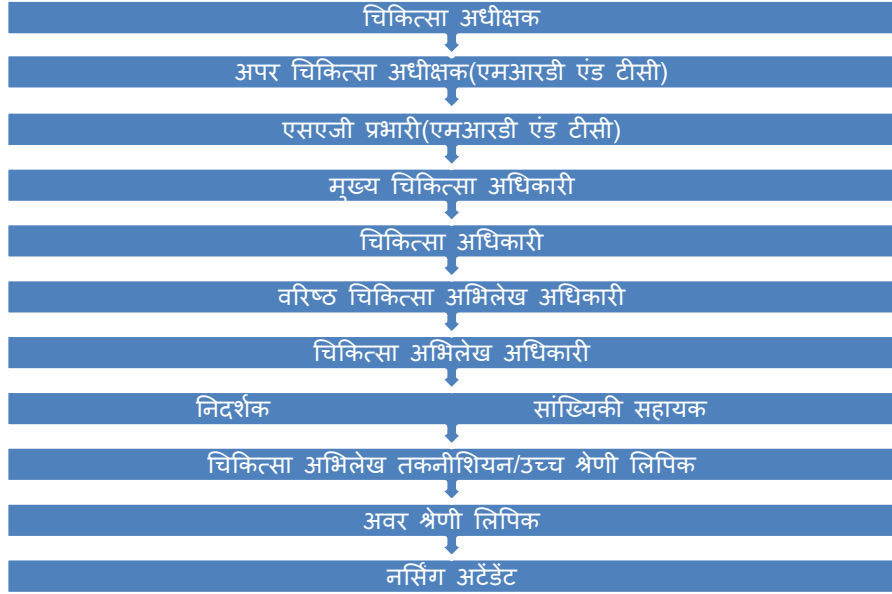 चिकित्सा अधीक्षक
अपर चिकित्सा अधीक्षक(एमआरडी एंड टीसी)
एसएजी प्रभारी(एमआरडी एंड टीसी)
मुख्य चिकित्सा अधिकारी
चिकित्सा अधिकारी
वरिष्ठ चिकित्सा अभिलेख अधिकारी
चिकित्सा अभिलेख अधिकारी
निदर्शक सांख्यिकी सहायक
चिकित्सा अभिलेख तकनीशियन/उच्च श्रेणी लिपिक
अवर श्रेणी लिपिक
नर्सिंग अटेंडेंट